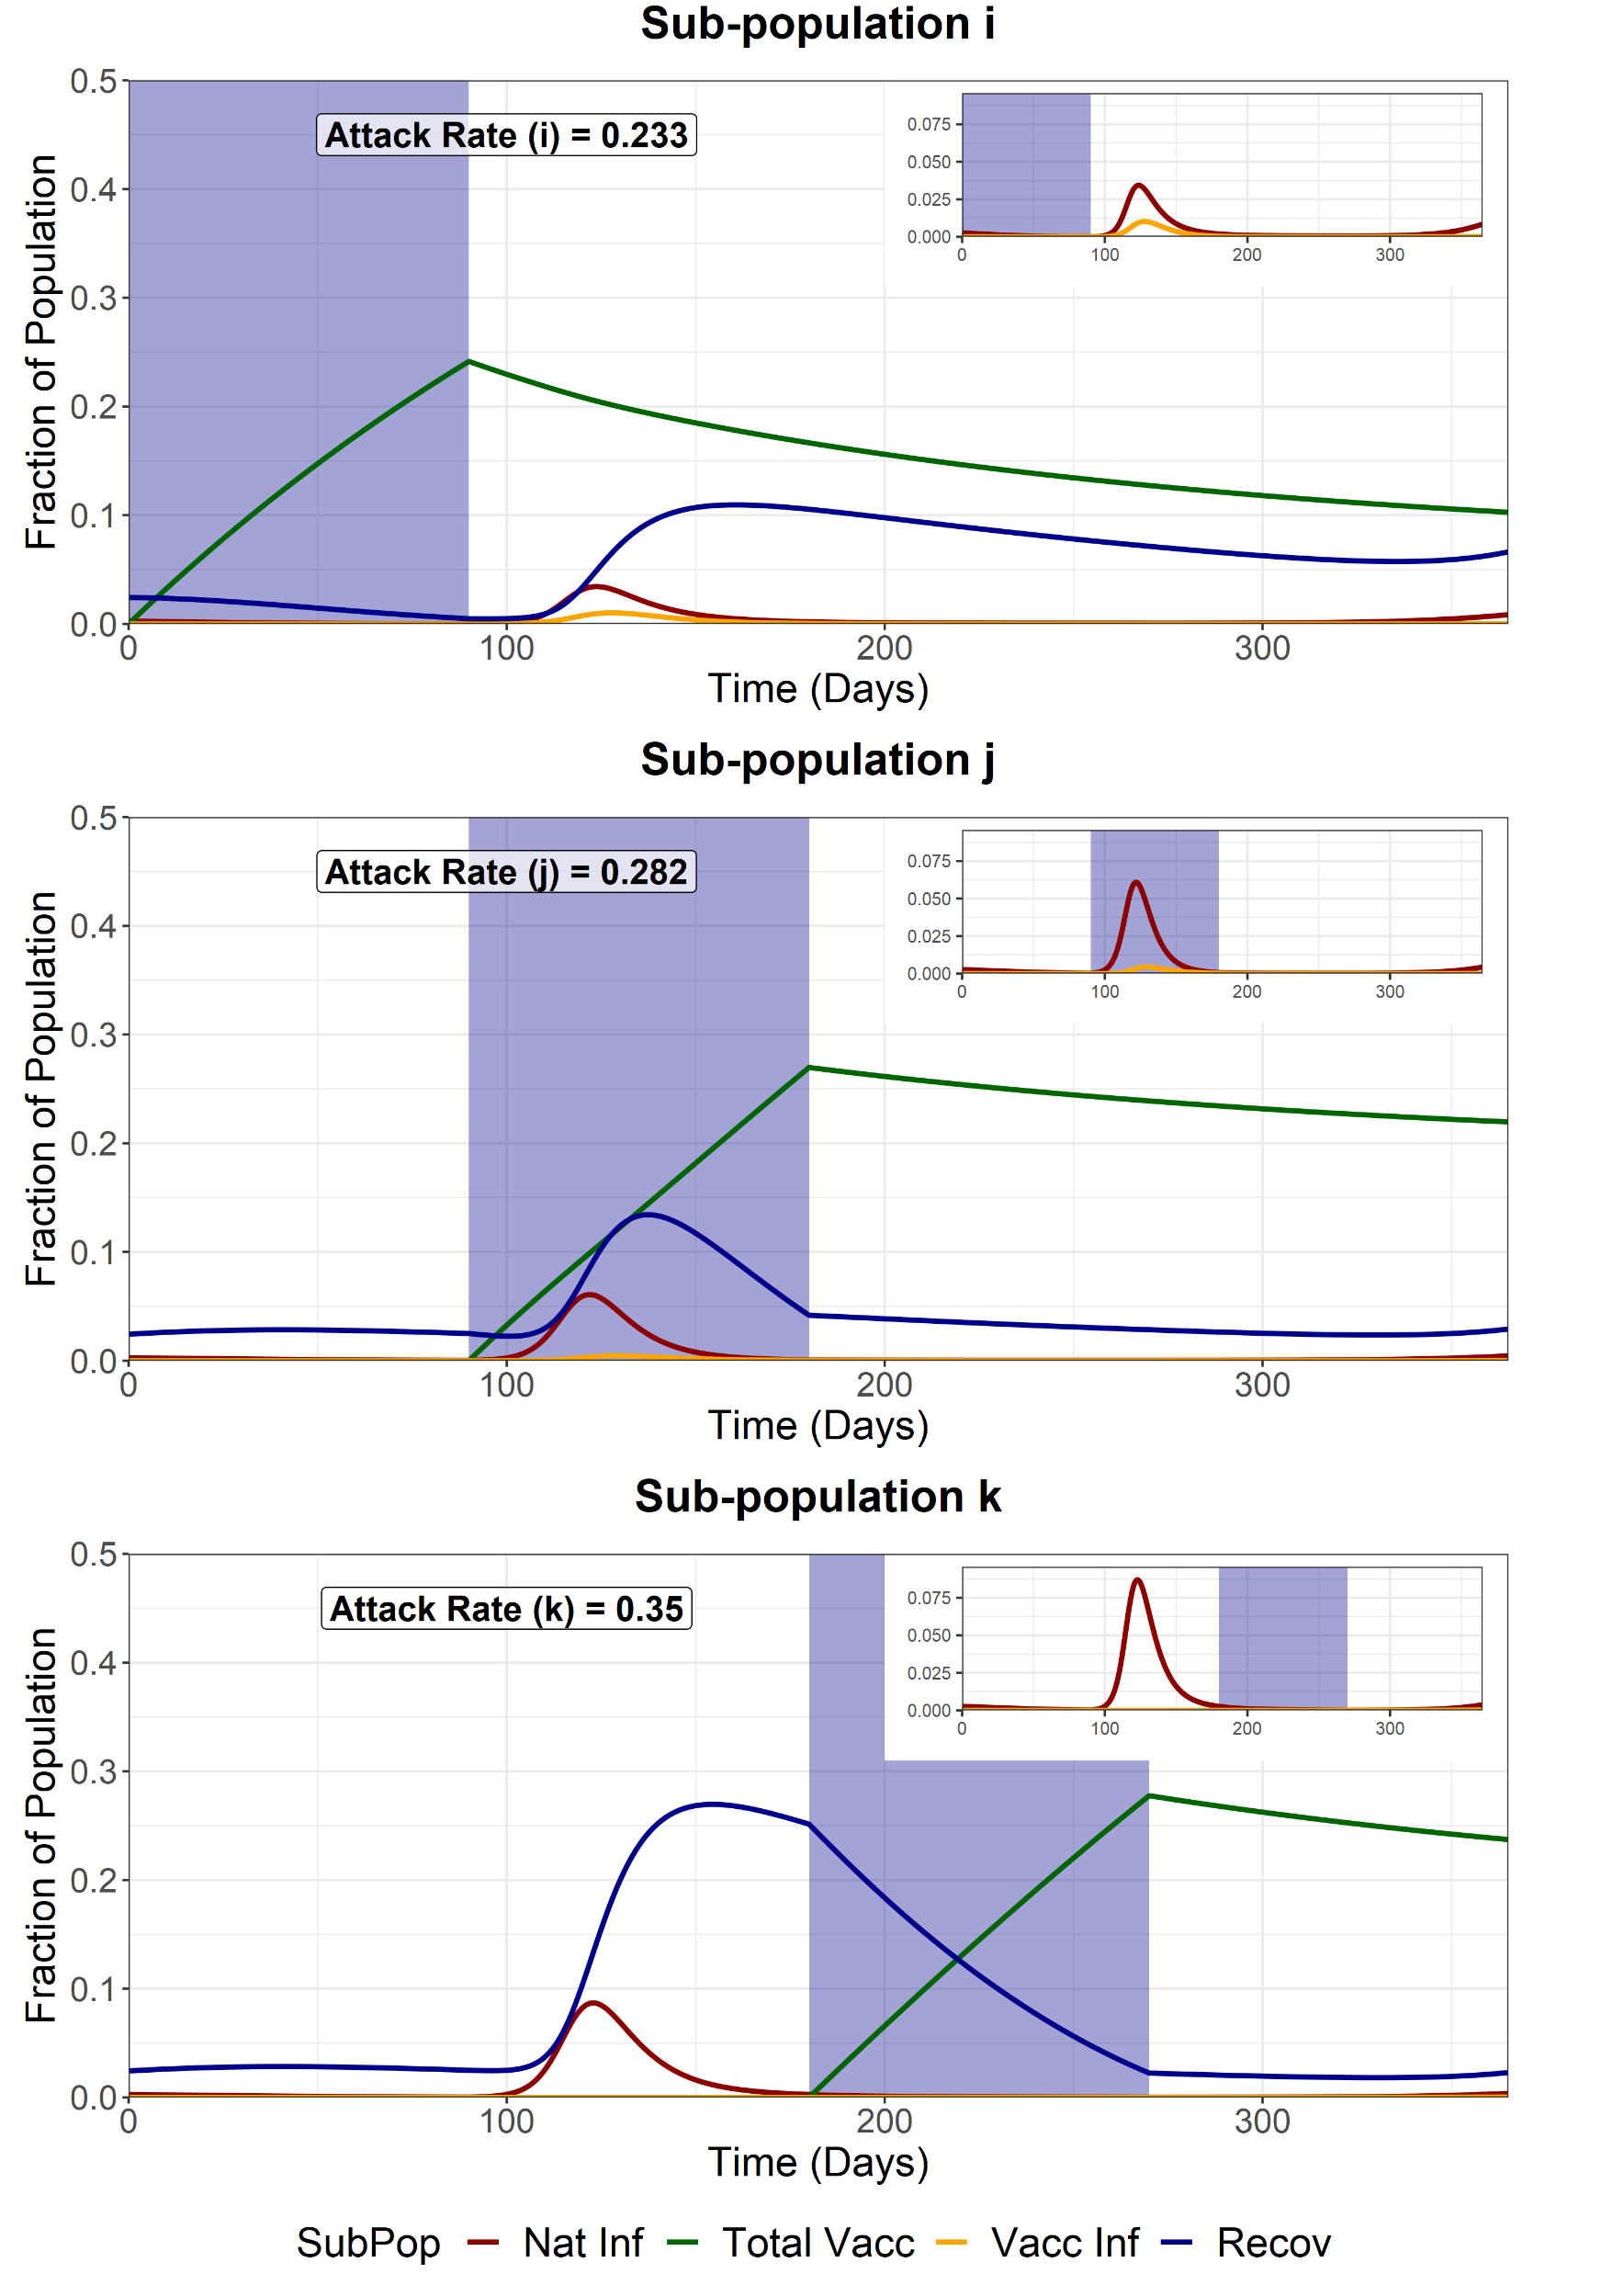 Sub-population i
Fraction of Population
0.5
0.4
0.3
0.2
0.1
0.0
Attack Rate (i) = 0.233
0.075
0.050
0.025
0.000
0 100 200 300
0 100 200 300
Time (Days)
Sub-population j
Fraction of Population
0.5
0.4
0.3
0.2
0.1
0.0
Attack Rate (j) = 0.282
0.075
0.050
0.025
0.000
0 100 200 300
0 100 200 300
Time (Days)
Sub-population k
Fraction of Population
0.5
0.4
0.3
0.2
0.1
0.0
Attack Rate (k) = 0.35
0.075
0.050
0.025
0.000
0 100 200 300
0 100 200 300
Time (Days)
SubPop Nat Inf Total Vacc Vacc Inf Recov